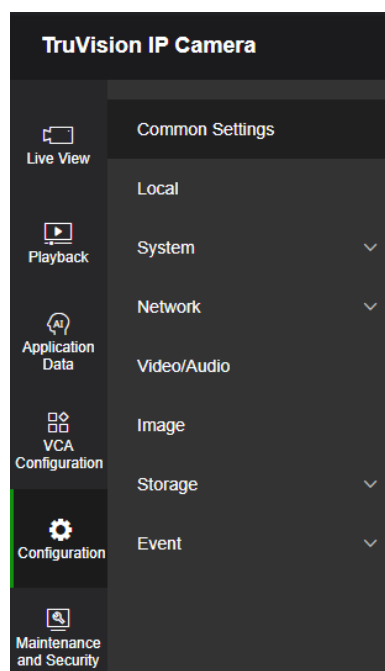 TruVision IP Camera
Live View
Playback
AI
Application
Data
VCA
Configuration
Configuration
Maintenance
and Security
Common Settings
Local
System
Network
Video/Audio
Image
Storage
Event